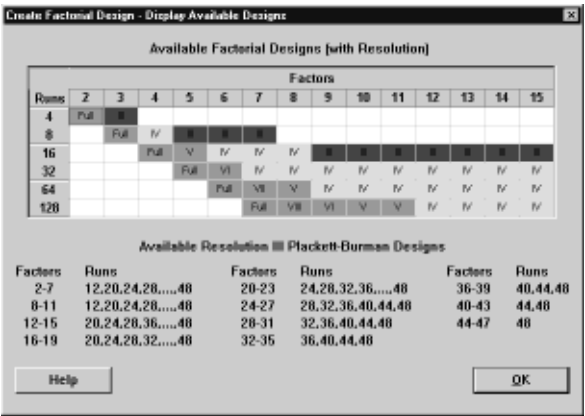 Create Factorial Design - Display Available Designs
Available Factorial Designs (with Resolution)
Factors
Runs 2 3 4 5 6 7 8 9 10 11 12 13 14 15
4 Full III
8 Full IV III III III
16 Full V IV IV IV III III III III III III III
32 Full VI IV IV IV IV IV IV IV IV IV
64 Full VII V IV IV IV IV IV IV IV
128 Full VIII VI V V IV IV IV IV
Available Resolution III Plackett-Burman Designs
Factors Runs Factors Runs Factors Runs
2-7 12,20,24,28,...,48 20-23 24,28,32,36,...,48 36-39 40,44,48
8-11 12,20,24,28,...,48 24-27 28,32,36,40,44,48 40-43 44,48
12-15 20,24,28,36,...,48 28-31 32,36,40,44,48 44-47 48
16-19 20,24,28,32,...,48 32-35 36,40,44,48
Help OK